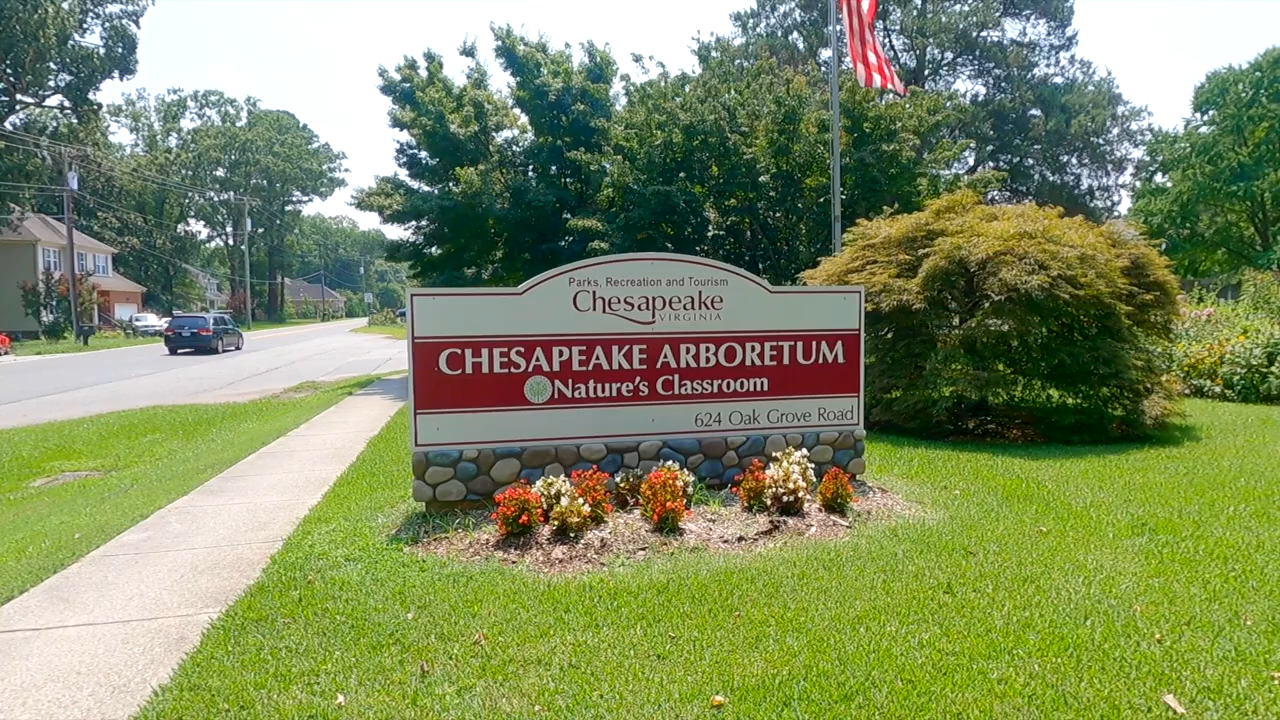 Parks, Recreation and Tourism
Chesapeake
VIRGINIA
CHESAPEAKE ARBORETUM
Nature's Classroom
624 Oak Grove Road